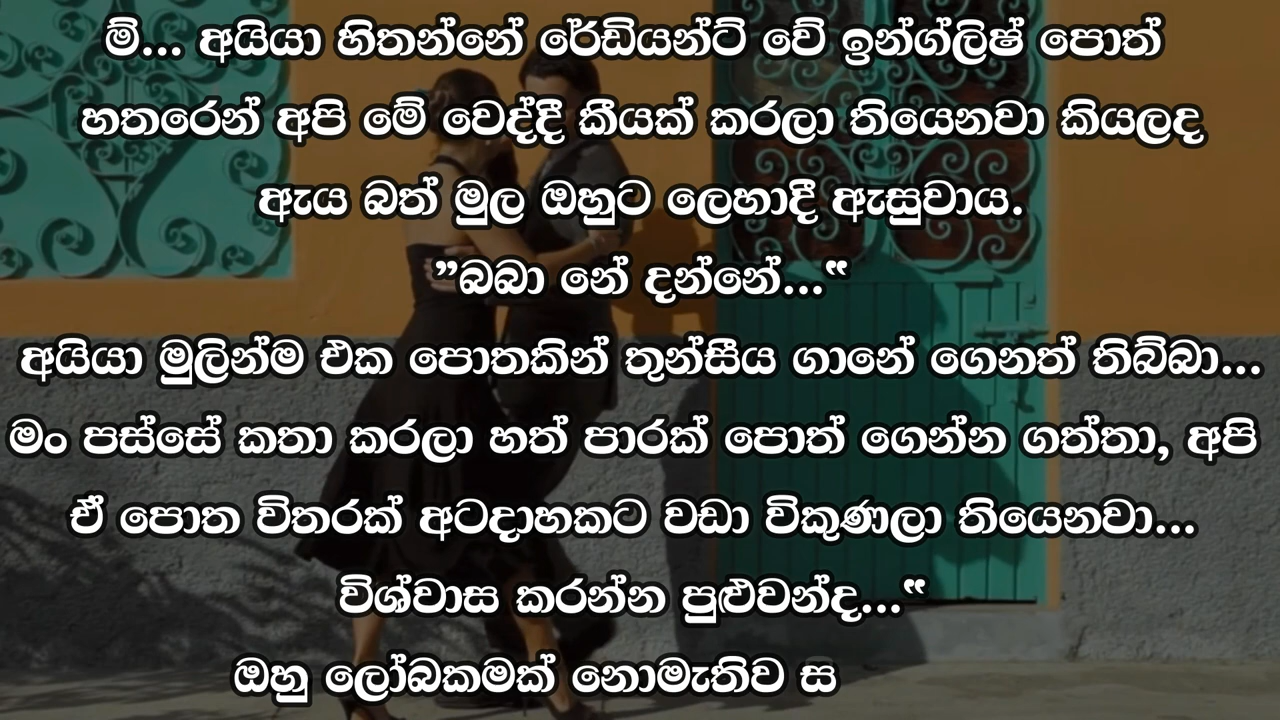 ම්... අයියා හිතන්නේ රේඩියන්ට් වේ ඉන්ග්ලිෂ් පොත්
හතරෙන් අපි මේ වෙද්දී කීයක් කරලා තියෙනවා කියලද
ඇය බත් මුල ඔහුට ලෙහාදී ඇසුවාය.
”බබා නේ දන්නේ...‟
අයියා මුලින්ම එක පොතකින් තුන්සීය ගානේ ගෙනත් තිබ්බා...
මං පස්සේ කතා කරලා හත් පාරක් පොත් ගෙන්න ගත්තා, අපි
ඒ පොත විතරක් අටදාහකට වඩා විකුණලා තියෙනවා...
විශ්වාස කරන්න පුළුවන්ද...‟
ඔහු ලෝබකමක් නොමැතිව ස